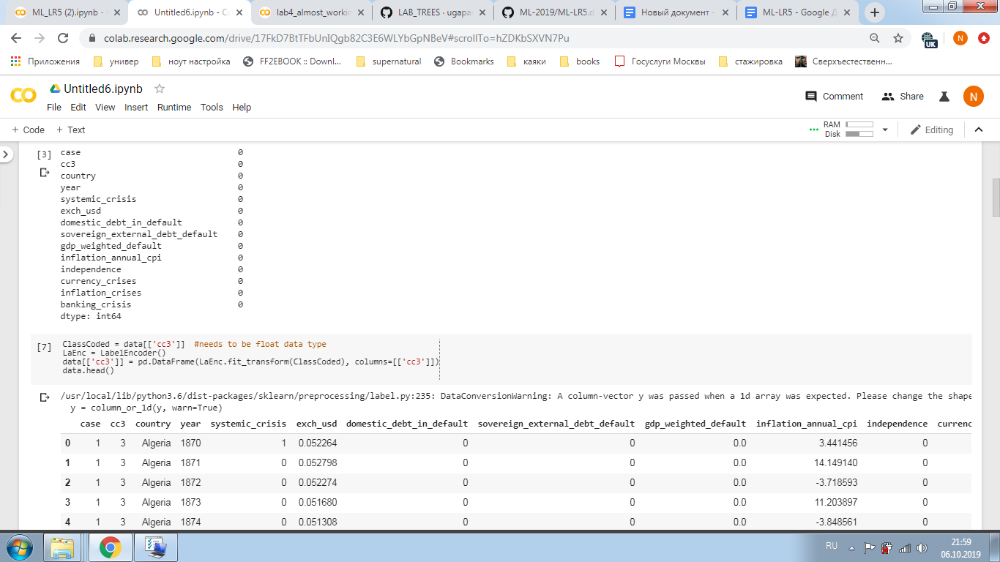 ML_LR5 (2).ipynb -
Untitled6.ipynb - Co
lab4_almost_workin
LAB_TREES · ugapa
ML-2019/ML-LR5.d
Новый документ -
ML-LR5 - Google Д
colab.research.google.com/drive/17FkD7BtTFbUnIQgb82C3E6WLYbGpNBeV#scrollTo=hZDKbSXVN7Pu
UK
N
Приложения
универ
ноут настройка
FF2EBOOK :: Downl...
supernatural
Bookmarks
каяки
books
Госуслуги Москвы
стажировка
Сверхъестественн...
CO
Untitled6.ipynb
Comment
Share
N
File Edit View Insert Runtime Tools Help
+ Code + Text
RAM
Disk
Editing
[3]
case 0
cc3 0
country 0
year 0
systemic_crisis 0
exch_usd 0
domestic_debt_in_default 0
sovereign_external_debt_default 0
gdp_weighted_default 0
inflation_annual_cpi 0
independence 0
currency_crises 0
inflation_crises 0
banking_crisis 0
dtype: int64
[7]
ClassCoded = data[['cc3']] #needs to be float data type
LaEnc = LabelEncoder()
data[['cc3']] = pd.DataFrame(LaEnc.fit_transform(ClassCoded), columns=[['cc3']])
data.head()
/usr/local/lib/python3.6/dist-packages/sklearn/preprocessing/label.py:235: DataConversionWarning: A column-vector y was passed when a 1d array was expected. Please change the shape
y = column_or_1d(y, warn=True)
case cc3 country year systemic_crisis exch_usd domestic_debt_in_default sovereign_external_debt_default gdp_weighted_default inflation_annual_cpi independence currenc
0 1 3 Algeria 1870 1 0.052264 0 0 0.0 3.441456 0
1 1 3 Algeria 1871 0 0.052798 0 0 0.0 14.149140 0
2 1 3 Algeria 1872 0 0.052274 0 0 0.0 -3.718593 0
3 1 3 Algeria 1873 0 0.051680 0 0 0.0 11.203897 0
4 1 3 Algeria 1874 0 0.051308 0 0 0.0 -3.848561 0
RU
21:59
06.10.2019